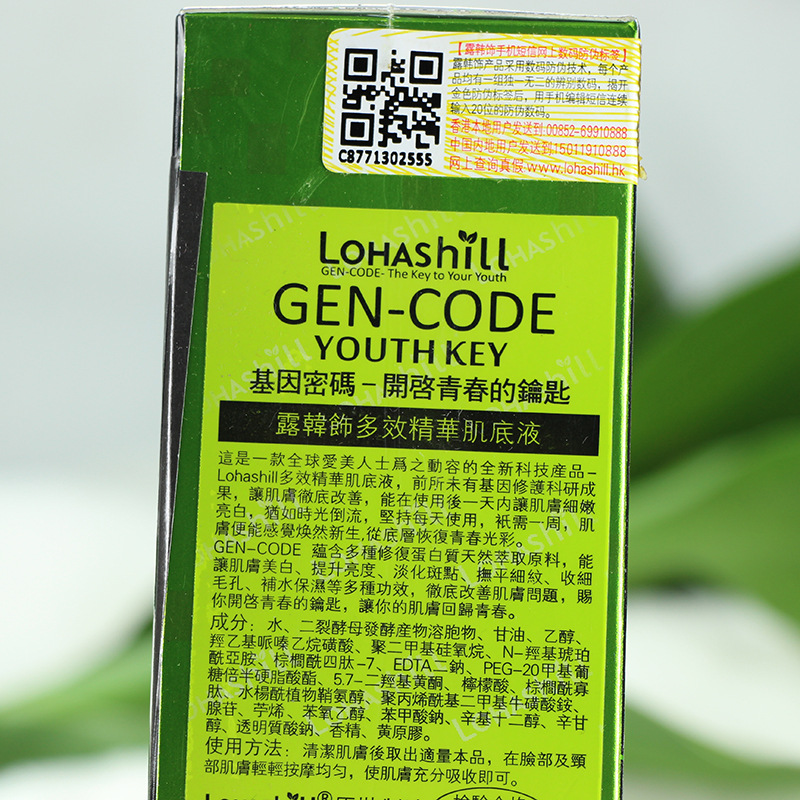 【露韩饰手机短信网上数码防伪标签】
露韩饰产品采用数码防伪技术，每个产
品均有一组独一无二的辨别数码，揭开
金色防伪标签后，用手机编辑短信连续
输入20位的防伪数码。
香港本地用户发送到:00852-69910888
中国内地用户发送到15011910888
网上查询真假:www.lohashill.hk
C8771302555
LOHAShill
GEN-CODE- The Key to Your Youth
GEN-CODE
YOUTH KEY
基因密碼－開啓青春的鑰匙
露韓飾多效精華肌底液
這是一款全球愛美人士爲之動容的全新科技産品-
Lohashill多效精華肌底液，前所未有基因修護科研成
果，讓肌膚徹底改善，能在使用後一天内讓肌膚細嫩
亮白，猶如時光倒流，堅持每天使用，衹需一周，肌
膚便能感覺焕然新生,從底層恢復青春光彩。
GEN-CODE 蘊含多種修復蛋白質天然萃取原料，能
讓肌膚美白、提升亮度、淡化斑點、撫平細紋、收細
毛孔、補水保濕等多種功效，徹底改善肌膚問題，賜
你開啓青春的鑰匙，讓你的肌膚回歸青春。
成分：水、二裂酵母發酵産物溶胞物、甘油、乙醇、
羥乙基哌嗪乙烷磺酸、聚二甲基硅氧烷、N-羥基琥珀
酰亞胺、棕櫚酰四肽-7、EDTA二鈉、PEG-20甲基葡
糖倍半硬脂酸酯、5.7-二羥基黄酮、檸檬酸、棕櫚酰寡
肽、水楊酰植物鞘氨醇、聚丙烯酰基二甲基牛磺酸銨、
腺苷、苧烯、苯氧乙醇、苯甲酸鈉、辛基十二醇、辛甘
醇、透明質酸鈉、香精、黄原膠。
使用方法：清潔肌膚後取出適量本品，在臉部及頸
部肌膚輕輕按摩均匀，使肌膚充分吸收即可。